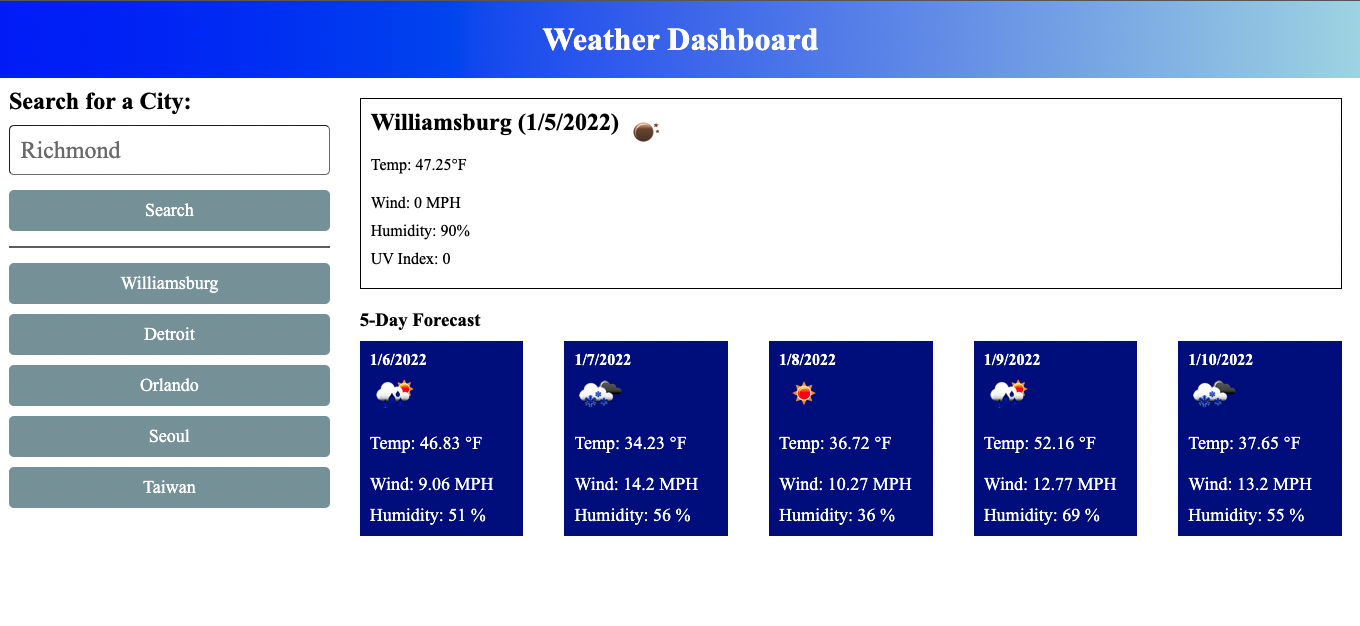 Weather Dashboard
Search for a City:
Richmond
Search
Williamsburg
Detroit
Orlando
Seoul
Taiwan
Williamsburg (1/5/2022)
Temp: 47.25°F
Wind: 0 MPH
Humidity: 90%
UV Index: 0
5-Day Forecast
1/6/2022
Temp: 46.83 °F
Wind: 9.06 MPH
Humidity: 51 %
1/7/2022
Temp: 34.23 °F
Wind: 14.2 MPH
Humidity: 56 %
1/8/2022
Temp: 36.72 °F
Wind: 10.27 MPH
Humidity: 36 %
1/9/2022
Temp: 52.16 °F
Wind: 12.77 MPH
Humidity: 69 %
1/10/2022
Temp: 37.65 °F
Wind: 13.2 MPH
Humidity: 55 %